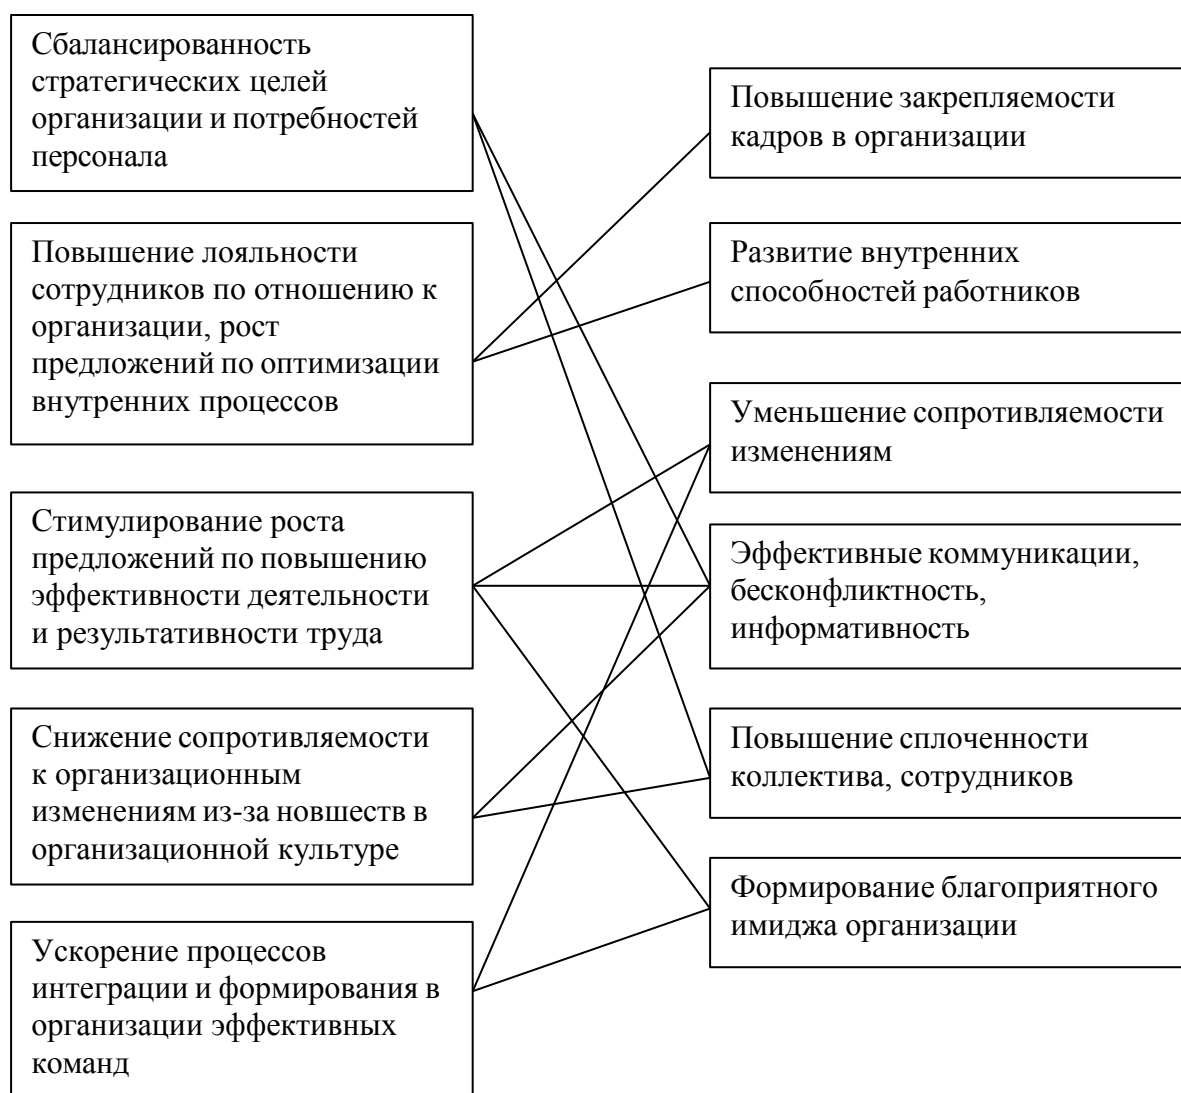 Сбалансированность
стратегических целей
организации и потребностей
персонала
Повышение лояльности
сотрудников по отношению к
организации, рост
предложений по оптимизации
внутренних процессов
Стимулирование роста
предложений по повышению
эффективности деятельности
и результативности труда
Снижение сопротивляемости
к организационным
изменениям из-за новшеств в
организационной культуре
Ускорение процессов
интеграции и формирования в
организации эффективных
команд
Повышение закрепляемости
кадров в организации
Развитие внутренних
способностей работников
Уменьшение сопротивляемости
изменениям
Эффективные коммуникации,
бесконфликтность,
информативность
Повышение сплоченности
коллектива, сотрудников
Формирование благоприятного
имиджа организации